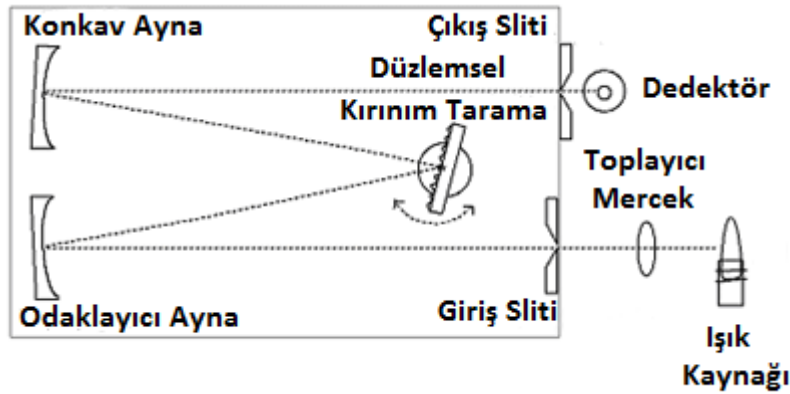 Konkav Ayna
Çıkış Sliti
Düzlemsel
Kırınım Tarama
Dedektör
Toplayıcı
Mercek
Odaklayıcı Ayna
Giriş Sliti
Işık
Kaynağı